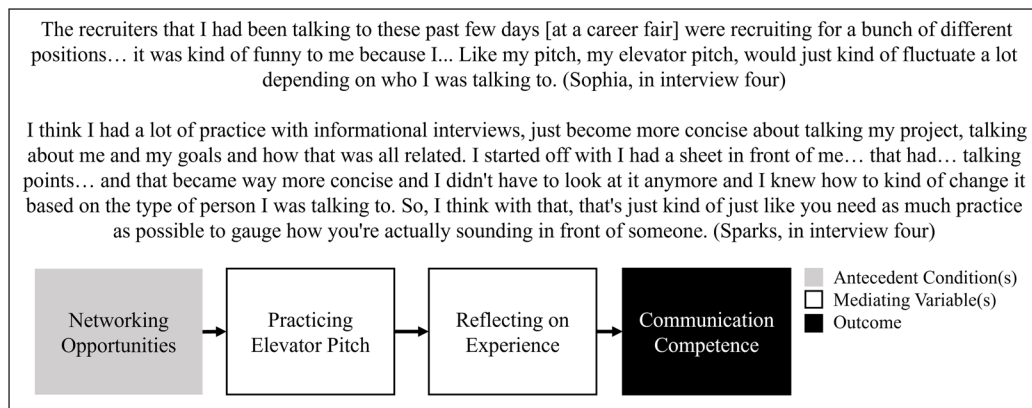 The recruiters that I had been talking to these past few days [at a career fair] were recruiting for a bunch of different
positions… it was kind of funny to me because I... Like my pitch, my elevator pitch, would just kind of fluctuate a lot
depending on who I was talking to. (Sophia, in interview four)
I think I had a lot of practice with informational interviews, just become more concise about talking my project, talking
about me and my goals and how that was all related. I started off with I had a sheet in front of me… that had… talking
points… and that became way more concise and I didn't have to look at it anymore and I knew how to kind of change it
based on the type of person I was talking to. So, I think with that, that's just kind of just like you need as much practice
as possible to gauge how you're actually sounding in front of someone. (Sparks, in interview four)
Networking
Opportunities
Practicing
Elevator Pitch
Reflecting on
Experience
Communication
Competence
Antecedent Condition(s)
Mediating Variable(s)
Outcome